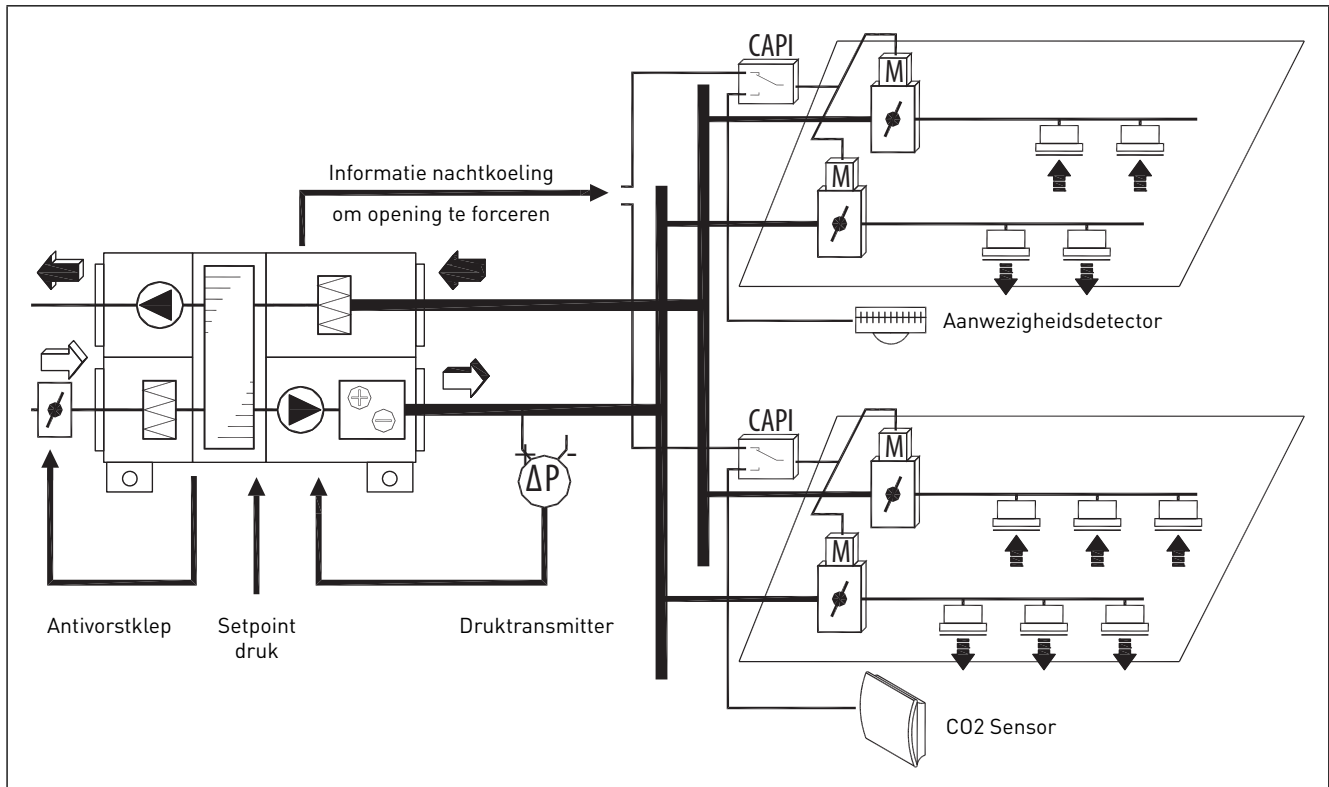 CAPI
M
Informatie nachtkoeling
om opening te forceren
M
Aanwezigheidsdetector
CAPI
M
ΔP
M
Antivorstklep
Setpoint
druk
Druktransmitter
CO2 Sensor